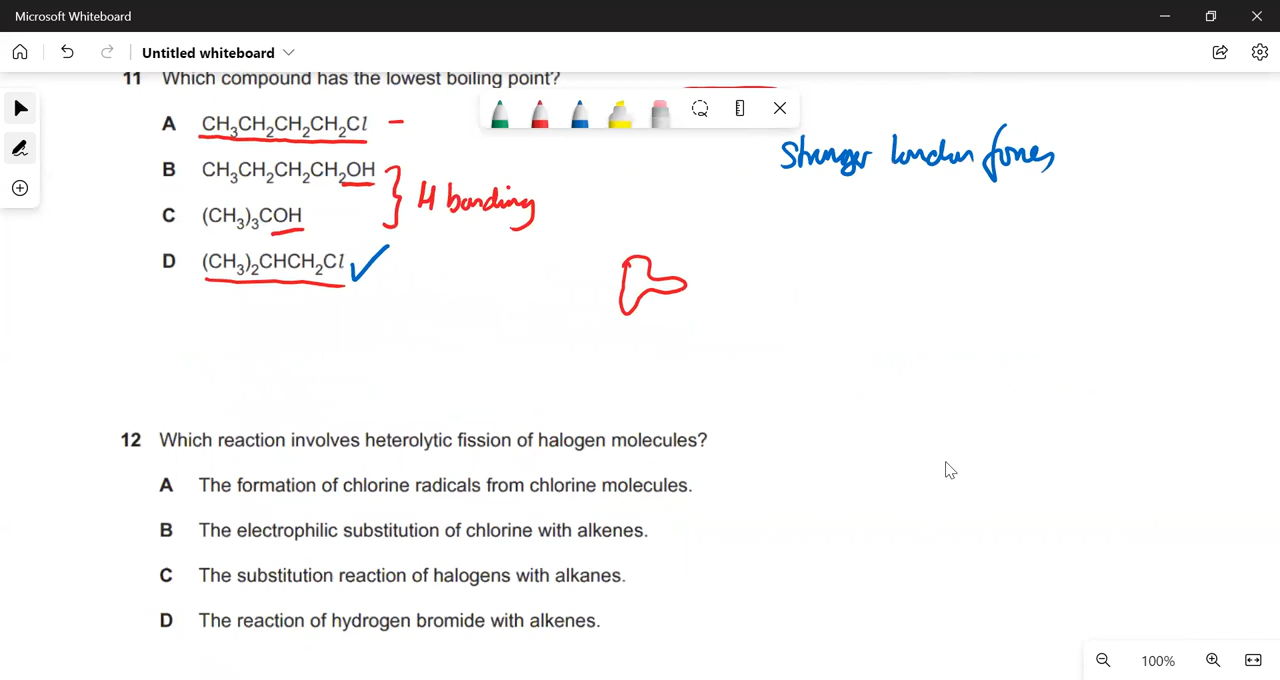 Microsoft Whiteboard
Untitled whiteboard
11 Which compound has the lowest boiling point?
A CH₃CH₂CH₂CH₂Cl
B CH₃CH₂CH₂CH₂OH
C (CH₃)₃COH
D (CH₃)₂CHCH₂Cl
H bonding
Stronger london forces
12 Which reaction involves heterolytic fission of halogen molecules?
A The formation of chlorine radicals from chlorine molecules.
B The electrophilic substitution of chlorine with alkenes.
C The substitution reaction of halogens with alkanes.
D The reaction of hydrogen bromide with alkenes.
100%